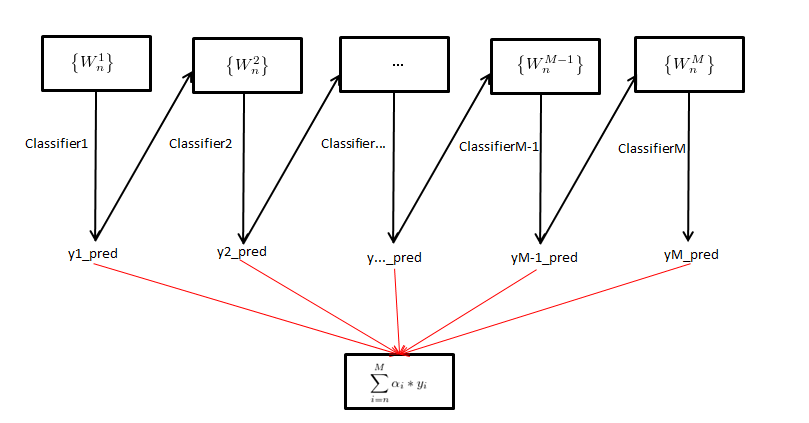 {W_n^1} {W_n^2} ... {W_n^{M-1}} {W_n^M}
Classifier1 Classifier2 Classifier... ClassifierM-1 ClassifierM
y1_pred y2_pred y..._pred yM-1_pred yM_pred
\sum_{i=n}^{M} α_i * y_i